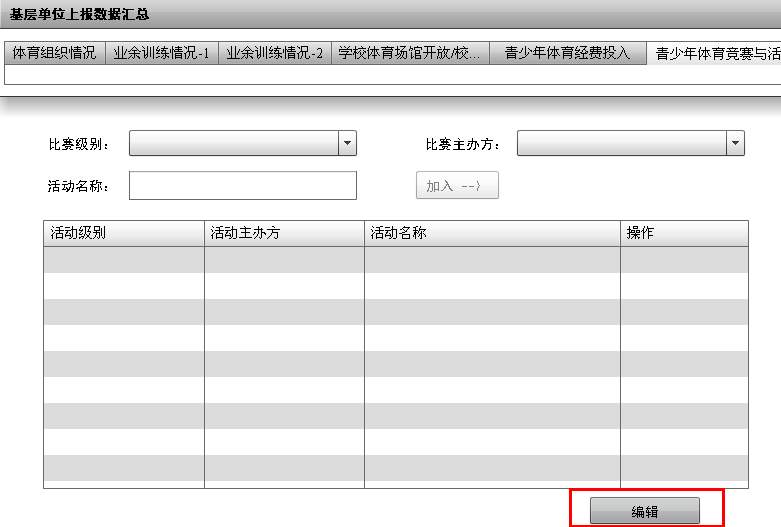 基层单位上报数据汇总
体育组织情况 业余训练情况-1 业余训练情况-2 学校体育场馆开放/校... 青少年体育经费投入 青少年体育竞赛与活
比赛级别： 比赛主办方：
活动名称： 加入 --〉
活动级别 活动主办方 活动名称 操作
编辑